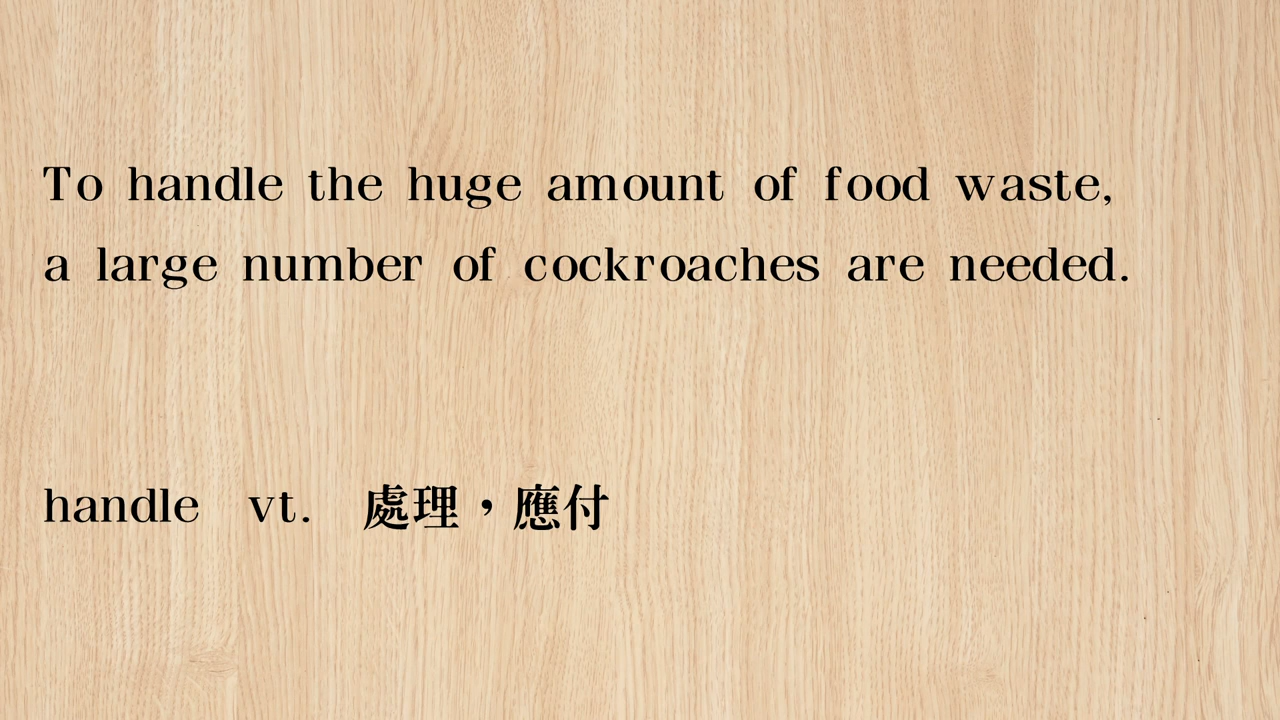 To handle the huge amount of food waste,
a large number of cockroaches are needed.
handle vt. 處理，應付